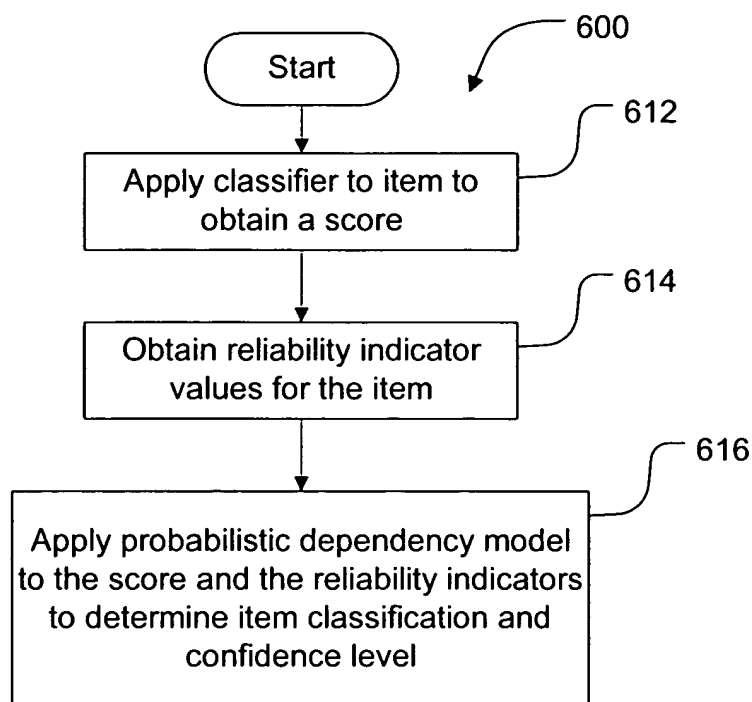 600
Start
612
Apply classifier to item to
obtain a score
614
Obtain reliability indicator
values for the item
616
Apply probabilistic dependency model
to the score and the reliability indicators
to determine item classification and
confidence level